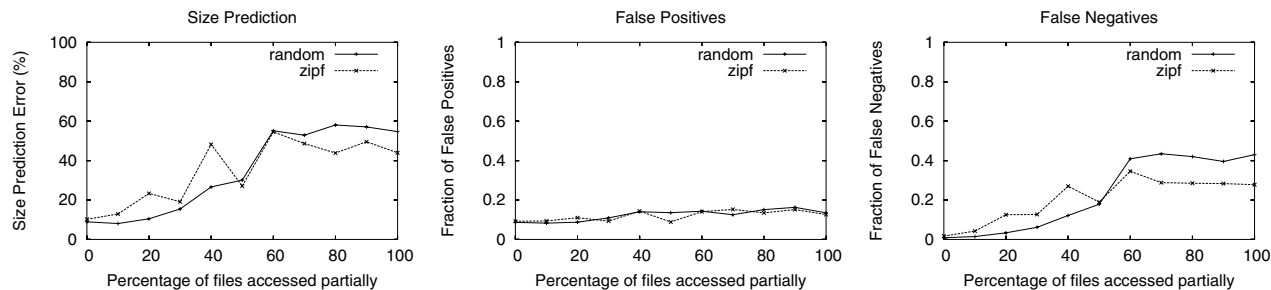 Size Prediction
Size Prediction Error (%)
100
80
60
40
20
0
random
zipf
0 20 40 60 80 100
Percentage of files accessed partially
False Positives
Fraction of False Positives
1
0.8
0.6
0.4
0.2
0
random
zipf
0 20 40 60 80 100
Percentage of files accessed partially
False Negatives
Fraction of False Negatives
1
0.8
0.6
0.4
0.2
0
random
zipf
0 20 40 60 80 100
Percentage of files accessed partially